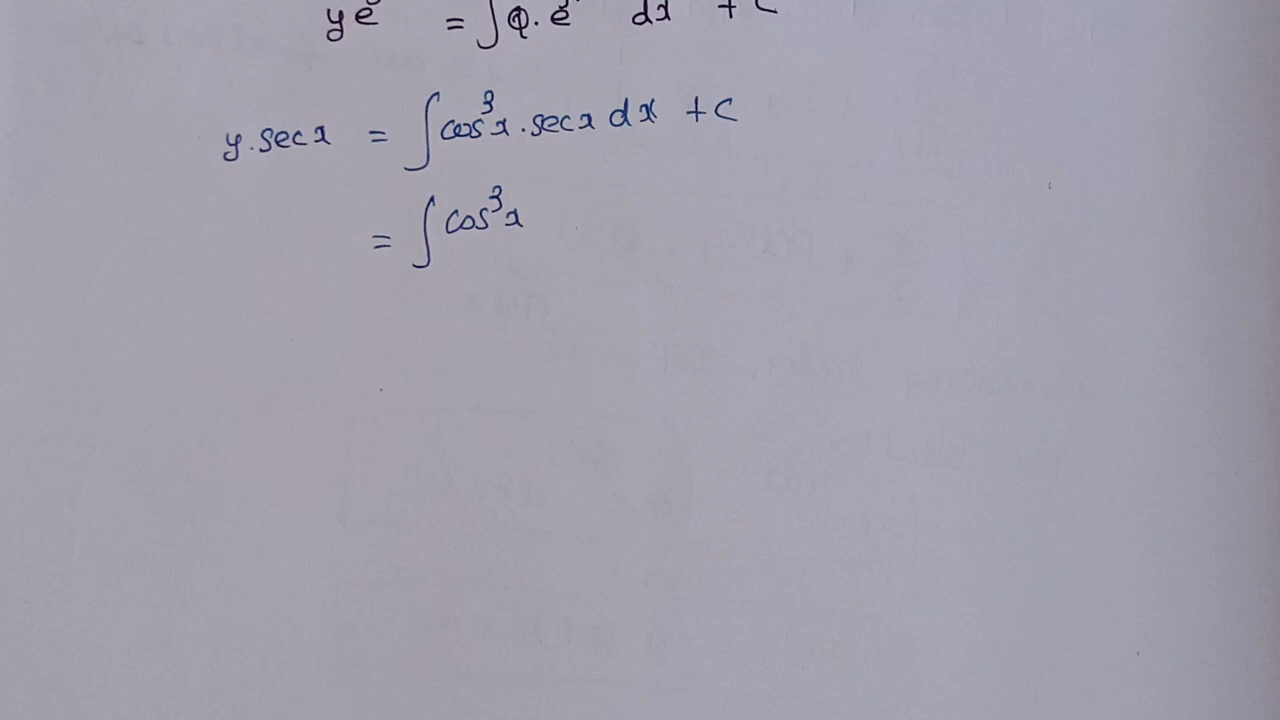 ye = ∫Q.e dx + C
y.secx = ∫cos³x.secx dx + C
= ∫cos³x